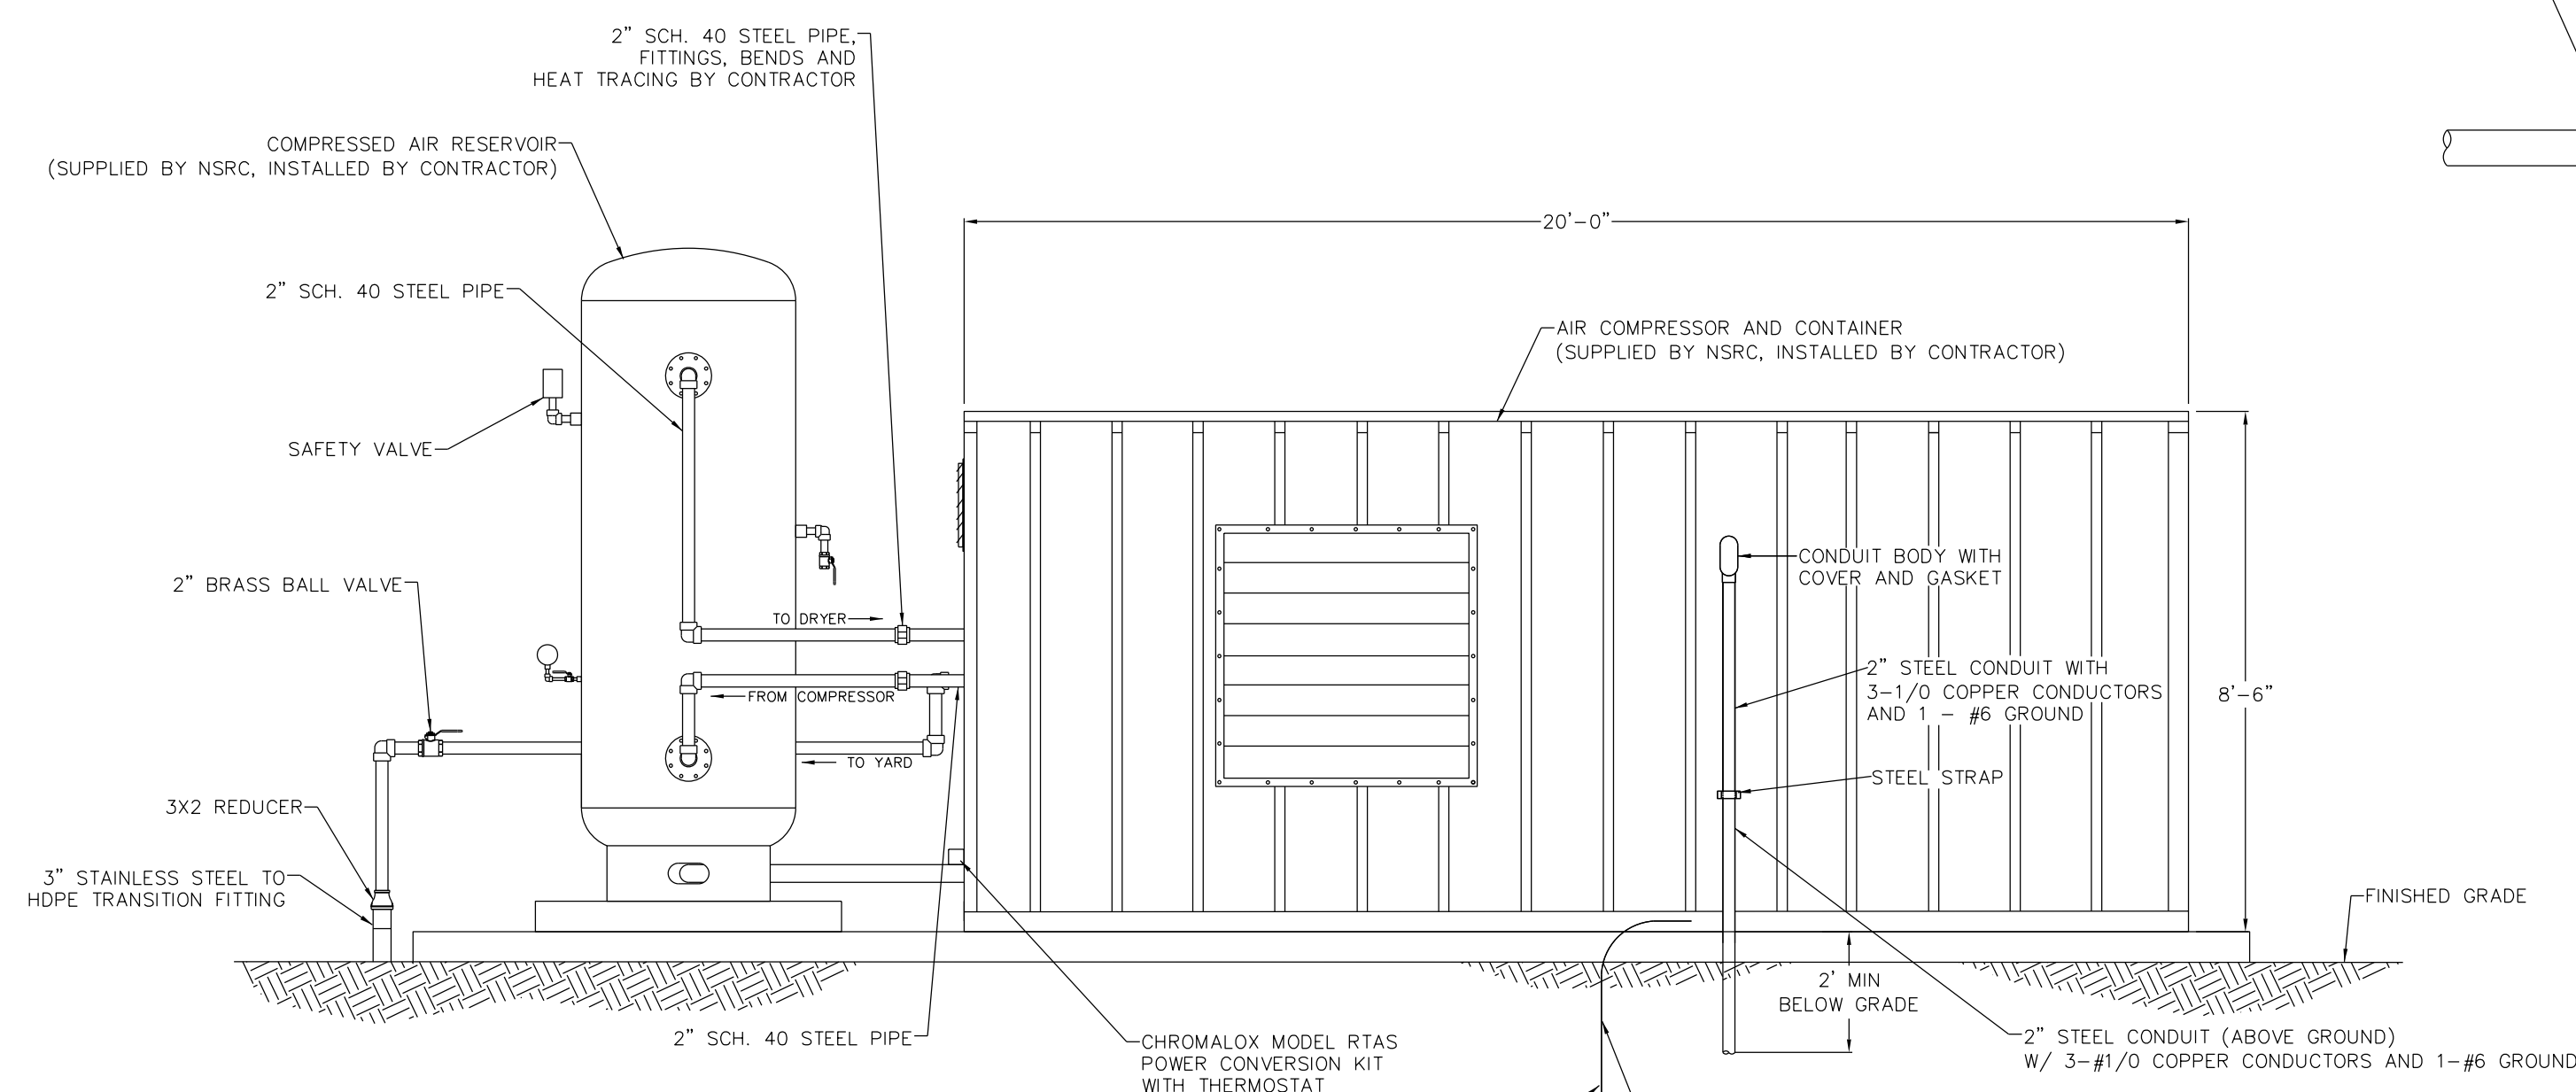 2” SCH. 40 STEEL PIPE,
FITTINGS, BENDS AND
HEAT TRACING BY CONTRACTOR
COMPRESSED AIR RESERVOIR
(SUPPLIED BY NSRC, INSTALLED BY CONTRACTOR)
20’-0”
2” SCH. 40 STEEL PIPE
AIR COMPRESSOR AND CONTAINER
(SUPPLIED BY NSRC, INSTALLED BY CONTRACTOR)
SAFETY VALVE
CONDUIT BODY WITH
COVER AND GASKET
2” BRASS BALL VALVE
TO DRYER
2” STEEL CONDUIT WITH
3-1/0 COPPER CONDUCTORS
AND 1 - #6 GROUND
FROM COMPRESSOR
8’-6”
TO YARD
STEEL STRAP
3X2 REDUCER
3” STAINLESS STEEL TO
HDPE TRANSITION FITTING
FINISHED GRADE
2’ MIN
BELOW GRADE
2” SCH. 40 STEEL PIPE
CHROMALOX MODEL RTAS
POWER CONVERSION KIT
WITH THERMOSTAT
2” STEEL CONDUIT (ABOVE GROUND)
W/ 3-#1/0 COPPER CONDUCTORS AND 1-#6 GROUND